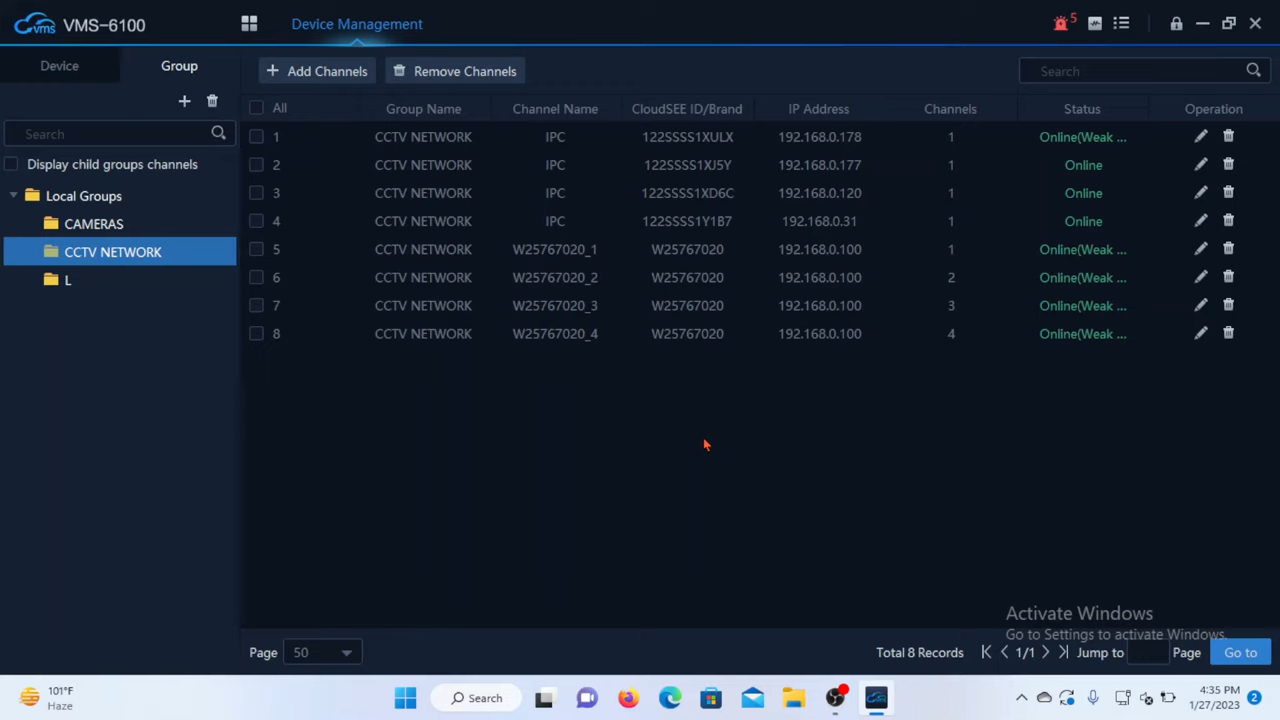 vms VMS-6100 Device Management 5
Device Group Add Channels Remove Channels Search
Search
Display child groups channels
Local Groups
CAMERAS
CCTV NETWORK
L
All Group Name Channel Name CloudSEE ID/Brand IP Address Channels Status Operation
1 CCTV NETWORK IPC 122SSSS1XULX 192.168.0.178 1 Online(Weak ...
2 CCTV NETWORK IPC 122SSSS1XJ5Y 192.168.0.177 1 Online
3 CCTV NETWORK IPC 122SSSS1XD6C 192.168.0.120 1 Online
4 CCTV NETWORK IPC 122SSSS1Y1B7 192.168.0.31 1 Online
5 CCTV NETWORK W25767020_1 W25767020 192.168.0.100 1 Online(Weak ...
6 CCTV NETWORK W25767020_2 W25767020 192.168.0.100 2 Online(Weak ...
7 CCTV NETWORK W25767020_3 W25767020 192.168.0.100 3 Online(Weak ...
8 CCTV NETWORK W25767020_4 W25767020 192.168.0.100 4 Online(Weak ...
Activate Windows
Go to Settings to activate Windows.
Page 50 Total 8 Records 1/1 Jump to Page Go to
101°F
Haze
Search
4:35 PM
1/27/2023
2